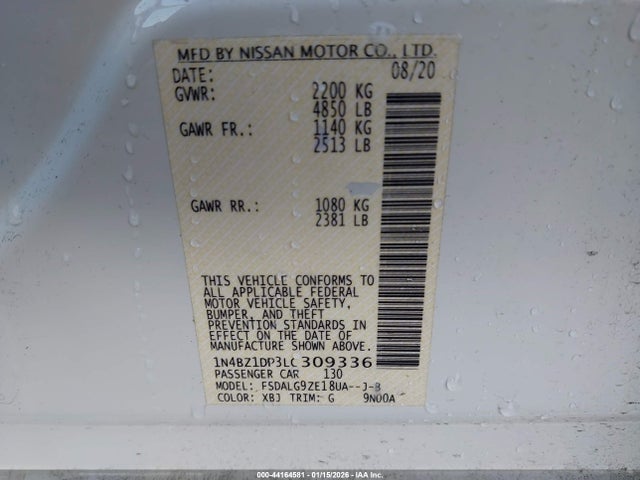 MFD BY NISSAN MOTOR CO., LTD.
DATE: 08/20
GVWR: 2200 KG
4850 LB
GAWR FR.: 1140 KG
2513 LB
GAWR RR.: 1080 KG
2381 LB
THIS VEHICLE CONFORMS TO
ALL APPLICABLE FEDERAL
MOTOR VEHICLE SAFETY,
BUMPER, AND THEFT
PREVENTION STANDARDS IN
EFFECT ON THE DATE OF
MANUFACTURE SHOWN ABOVE.
1N4BZ1DP3LC309336
PASSENGER CAR 130
MODEL: FSDALG9ZE18UA--J-B
COLOR: XBJ TRIM: G 9N00A
000-44164581 - 01/15/2026 - IAA Inc.